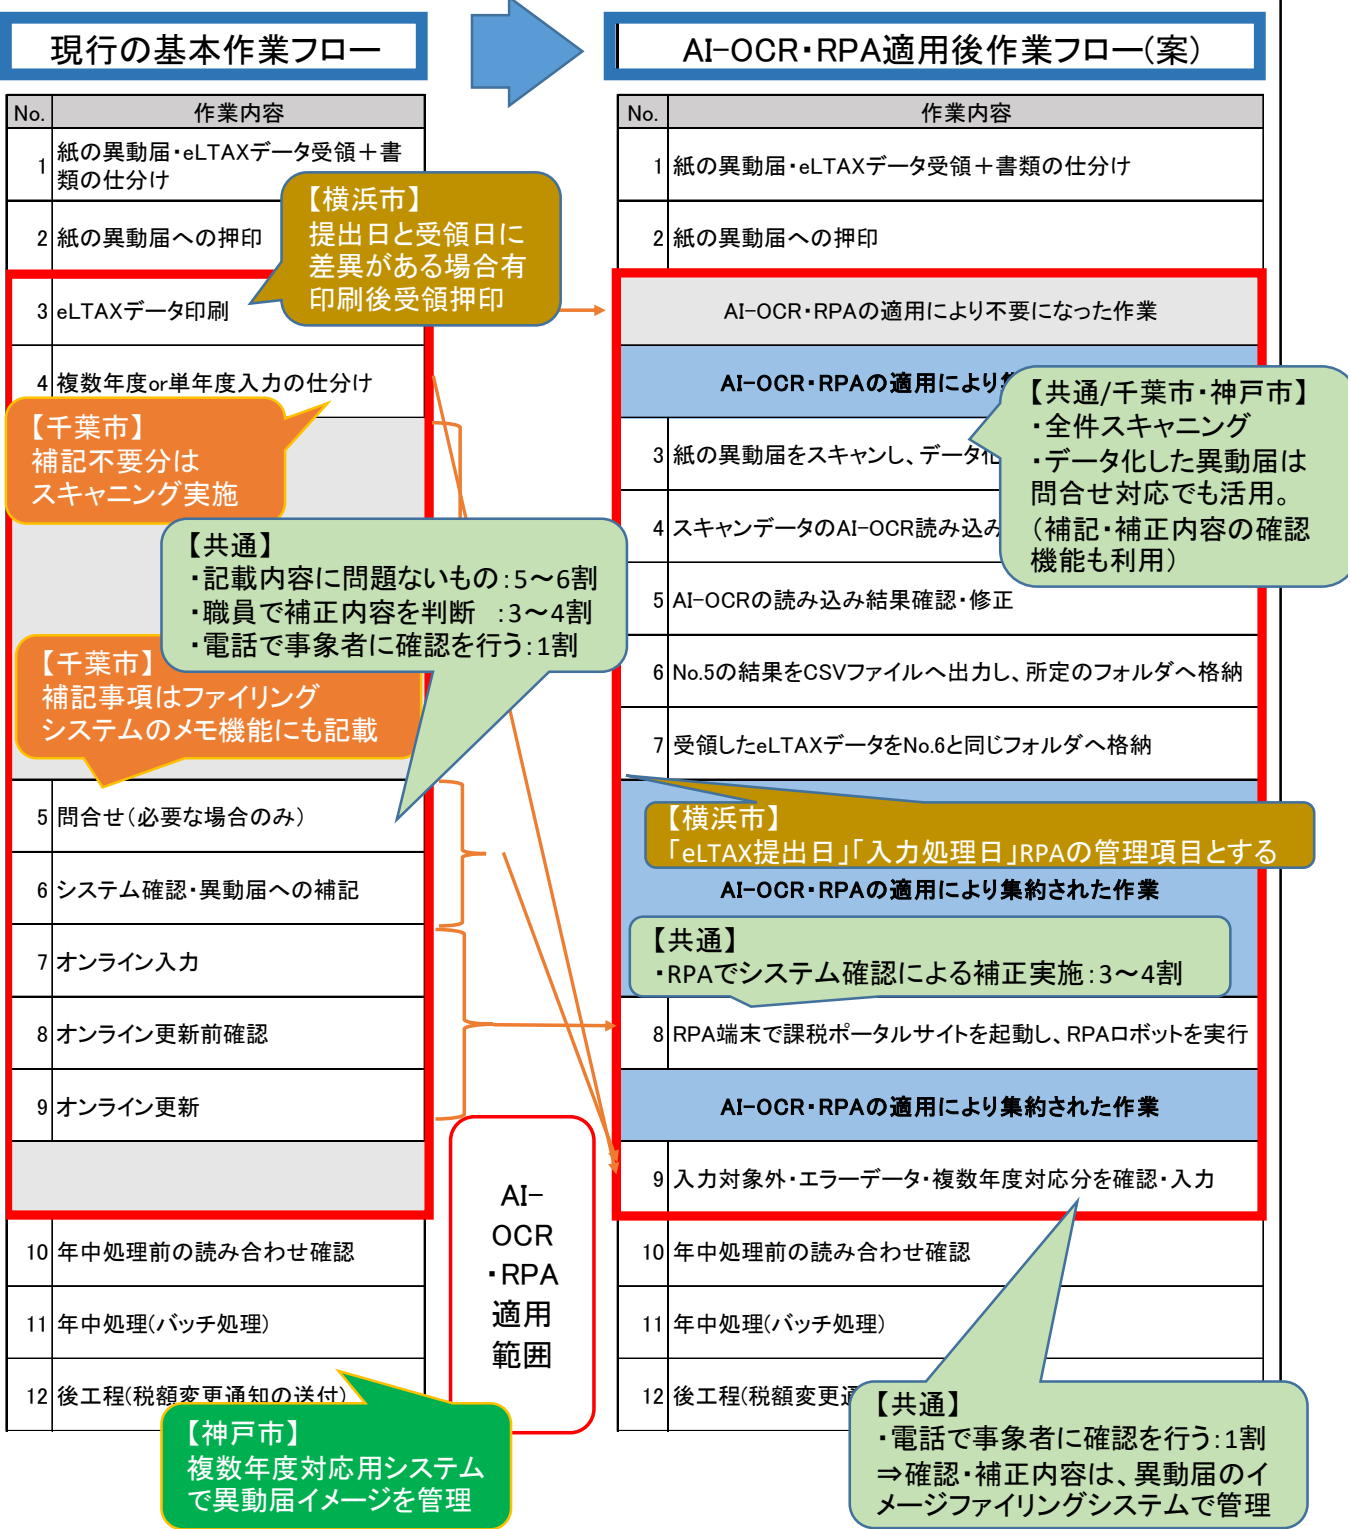 現行の基本作業フロー
No. 作業内容
1 紙の異動届・eLTAXデータ受領＋書
類の仕分け
2 紙の異動届への押印
【横浜市】
提出日と受領日に
差異がある場合有
印刷後受領押印
3 eLTAXデータ印刷
4 複数年度or単年度入力の仕分け
【千葉市】
補記不要分は
スキャニング実施
【共通】
・記載内容に問題ないもの：5～6割
・職員で補正内容を判断　：3～4割
・電話で事象者に確認を行う：1割
【千葉市】
補記事項はファイリング
システムのメモ機能にも記載
5 問合せ（必要な場合のみ）
6 システム確認・異動届への補記
7 オンライン入力
8 オンライン更新前確認
9 オンライン更新
10 年中処理前の読み合わせ確認
11 年中処理(バッチ処理)
12 後工程(税額変更通知の送付)
【神戸市】
複数年度対応用システム
で異動届イメージを管理
AI-
OCR
・RPA
適用
範囲
AI-OCR・RPA適用後作業フロー(案)
No. 作業内容
1 紙の異動届・eLTAXデータ受領＋書類の仕分け
2 紙の異動届への押印
AI-OCR・RPAの適用により不要になった作業
AI-OCR・RPAの適用により
【共通/千葉市・神戸市】
・全件スキャニング
・データ化した異動届は
問合せ対応でも活用。
（補記・補正内容の確認
機能も利用）
3 紙の異動届をスキャンし、データ化
4 スキャンデータのAI-OCR読み込み
5 AI-OCRの読み込み結果確認・修正
6 No.5の結果をCSVファイルへ出力し、所定のフォルダへ格納
7 受領したeLTAXデータをNo.6と同じフォルダへ格納
【横浜市】
「eLTAX提出日」「入力処理日」RPAの管理項目とする
AI-OCR・RPAの適用により集約された作業
【共通】
・RPAでシステム確認による補正実施：3～4割
8 RPA端末で課税ポータルサイトを起動し、RPAロボットを実行
AI-OCR・RPAの適用により集約された作業
9 入力対象外・エラーデータ・複数年度対応分を確認・入力
10 年中処理前の読み合わせ確認
11 年中処理(バッチ処理)
12 後工程(税額変更
【共通】
・電話で事象者に確認を行う：1割
⇒確認・補正内容は、異動届のイ
メージファイリングシステムで管理